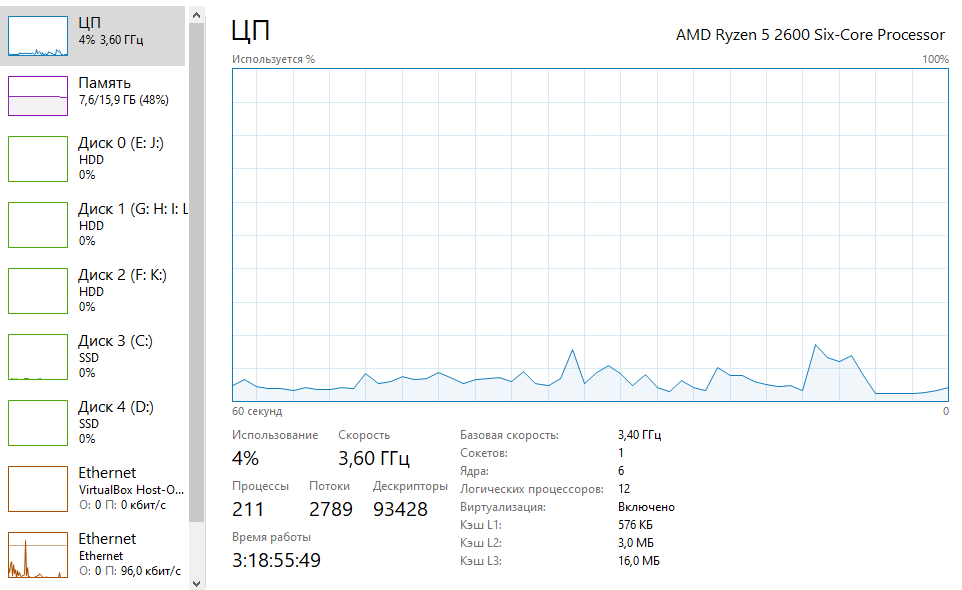 ЦП
4% 3,60 ГГц
Память
7,6/15,9 ГБ (48%)
Диск 0 (E: J:)
HDD
0%
Диск 1 (G: H: I: L
HDD
0%
Диск 2 (F: K:)
HDD
0%
Диск 3 (C:)
SSD
0%
Диск 4 (D:)
SSD
0%
Ethernet
VirtualBox Host-O...
О: 0 П: 0 кбит/с
Ethernet
Ethernet
О: 0 П: 96,0 кбит/с
ЦП
AMD Ryzen 5 2600 Six-Core Processor
Используется %
100%
60 секунд
0
Использование
Скорость
4%
3,60 ГГц
Процессы
Потоки
Дескрипторы
211
2789
93428
Время работы
3:18:55:49
Базовая скорость: 3,40 ГГц
Сокетов: 1
Ядра: 6
Логических процессоров: 12
Виртуализация: Включено
Кэш L1: 576 КБ
Кэш L2: 3,0 МБ
Кэш L3: 16,0 МБ